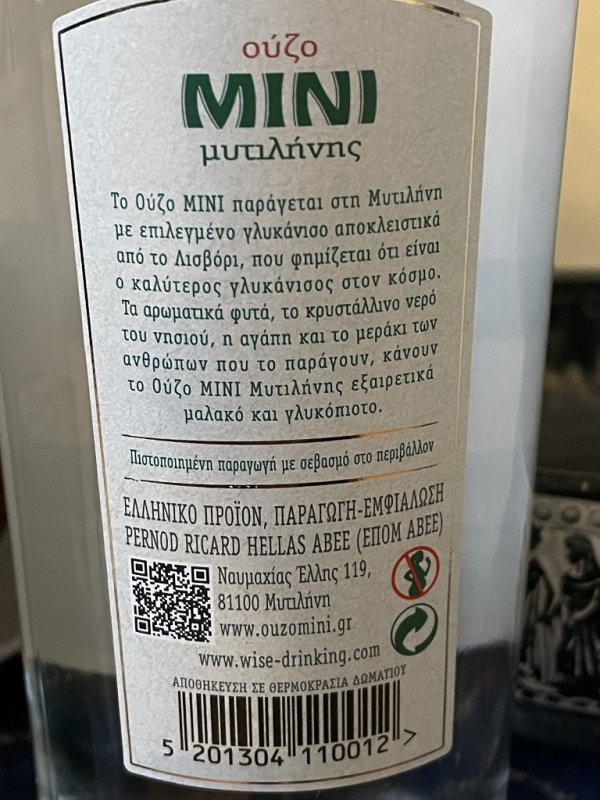 ούζο
MINI
μυτιλήνης
Το Ούζο MINI παράγεται στη Μυτιλήνη
με επιλεγμένο γλυκάνισο αποκλειστικά
από το Λισβόρι, που φημίζεται ότι είναι
ο καλύτερος γλυκάνισος στον κόσμο.
Τα αρωματικά φυτά, το κρυστάλλινο νερό
του νησιού, η αγάπη και το μεράκι των
ανθρώπων που το παράγουν, κάνουν
το Ούζο MINI Μυτιλήνης εξαιρετικά
μαλακό και γλυκόπιοτο.
Πιστοποιημένη παραγωγή με σεβασμό στο περιβάλλον
ΕΛΛΗΝΙΚΟ ΠΡΟΪΟΝ, ΠΑΡΑΓΩΓΗ-ΕΜΦΙΑΛΩΣΗ
PERNOD RICARD HELLAS ABEE (ΕΠΟΜ ΑΒΕΕ)
Ναυμαχίας Έλλης 119,
81100 Μυτιλήνη
www.ouzomini.gr
www.wise-drinking.com
ΑΠΟΘΗΚΕΥΣΗ ΣΕ ΘΕΡΜΟΚΡΑΣΙΑ ΔΩΜΑΤΙΟΥ
5 201304 110012 >